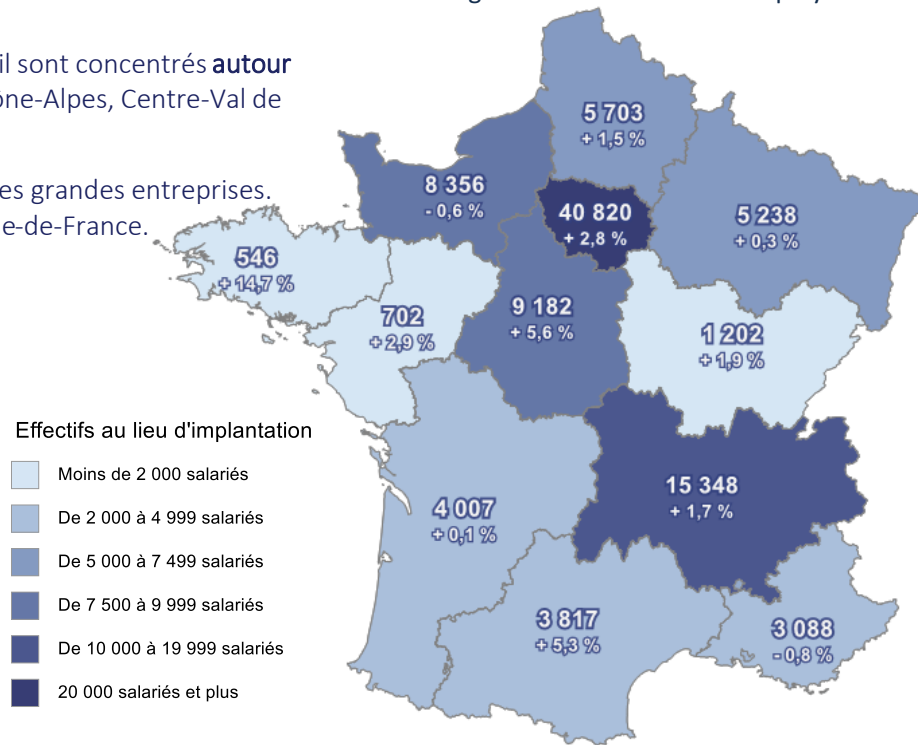 il sont concentrés autour
ône-Alpes, Centre-Val de
es grandes entreprises.
e-de-France.
5 703
+ 1,5 %
8 356
- 0,6 %
40 820
+ 2,8 %
5 238
+ 0,3 %
546
+ 14,7 %
702
+ 2,9 %
9 182
+ 5,6 %
1 202
+ 1,9 %
15 348
+ 1,7 %
4 007
+ 0,1 %
3 817
+ 5,3 %
3 088
- 0,8 %
Effectifs au lieu d'implantation
Moins de 2 000 salariés
De 2 000 à 4 999 salariés
De 5 000 à 7 499 salariés
De 7 500 à 9 999 salariés
De 10 000 à 19 999 salariés
20 000 salariés et plus